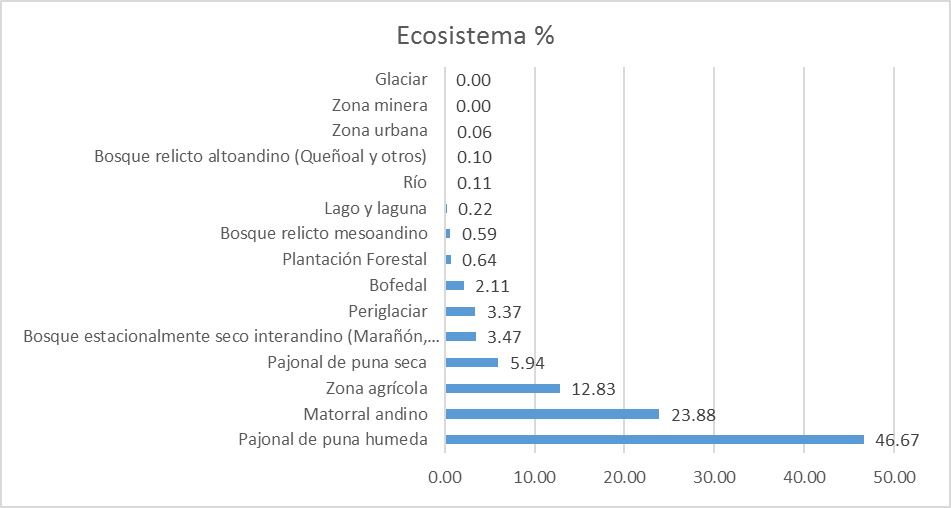 Ecosistema %
Glaciar 0.00
Zona minera 0.00
Zona urbana 0.06
Bosque relicto altoandino (Queñoal y otros) 0.10
Río 0.11
Lago y laguna 0.22
Bosque relicto mesoandino 0.59
Plantación Forestal 0.64
Bofedal 2.11
Periglaciar 3.37
Bosque estacionalmente seco interandino (Marañón,... 3.47
Pajonal de puna seca 5.94
Zona agrícola 12.83
Matorral andino 23.88
Pajonal de puna humeda 46.67
0.00 10.00 20.00 30.00 40.00 50.00